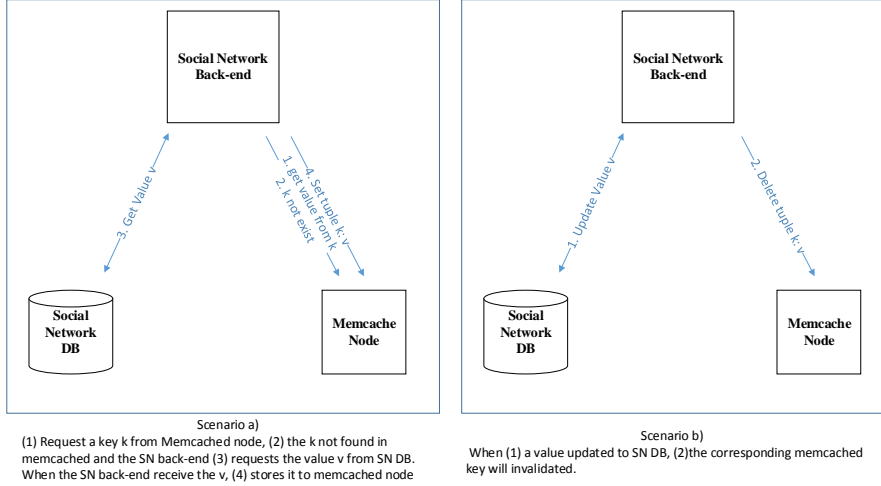 Social Network
Back-end
3. Get Value v
1. get value from k
2. k not exist
4. Set tuple k: v
Social
Network
DB
Memcache
Node
Scenario a)
(1) Request a key k from Memcached node, (2) the k not found in
memcached and the SN back-end (3) requests the value v from SN DB.
When the SN back-end receive the v, (4) stores it to memcached node
Social Network
Back-end
1. Update Value v
2. Delete tuple k: v
Social
Network
DB
Memcache
Node
Scenario b)
When (1) a value updated to SN DB, (2)the corresponding memcached
key will invalidated.